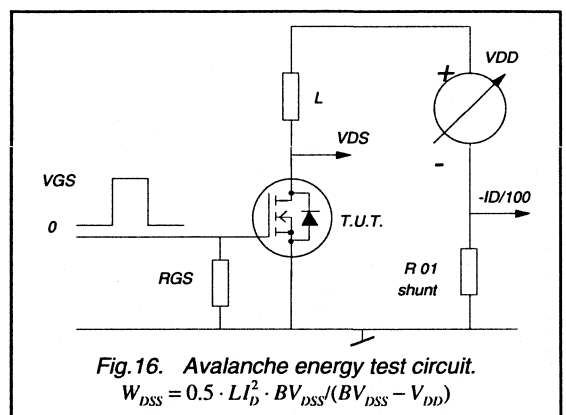 +
VDD
L
VDS
-
VGS
-ID/100
0
T.U.T.
RGS
R 01
shunt
Fig.16. Avalanche energy test circuit.
W_DSS = 0.5 · LI_D^2 · BV_DSS/(BV_DSS − V_DD)